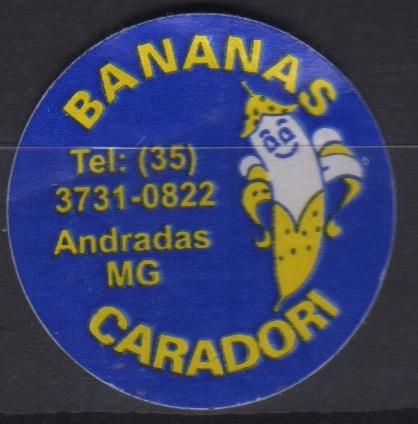 BANANAS
Tel: (35)
3731-0822
Andradas
MG
CARADORI